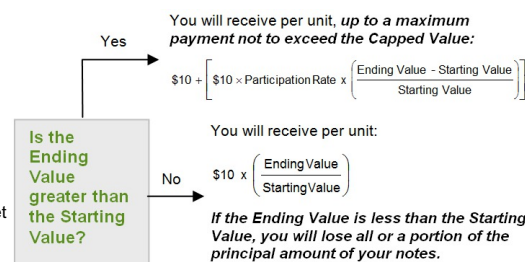 You will receive per unit, up to a maximum
payment not to exceed the Capped Value:
Yes
$10 + [ $10 × Participation Rate x ( Ending Value - Starting Value
Starting Value ) ]
Is the
Ending
Value
greater than
the Starting
Value?
No
You will receive per unit:
$10 x ( Ending Value
Starting Value )
If the Ending Value is less than the Starting
Value, you will lose all or a portion of the
principal amount of your notes.